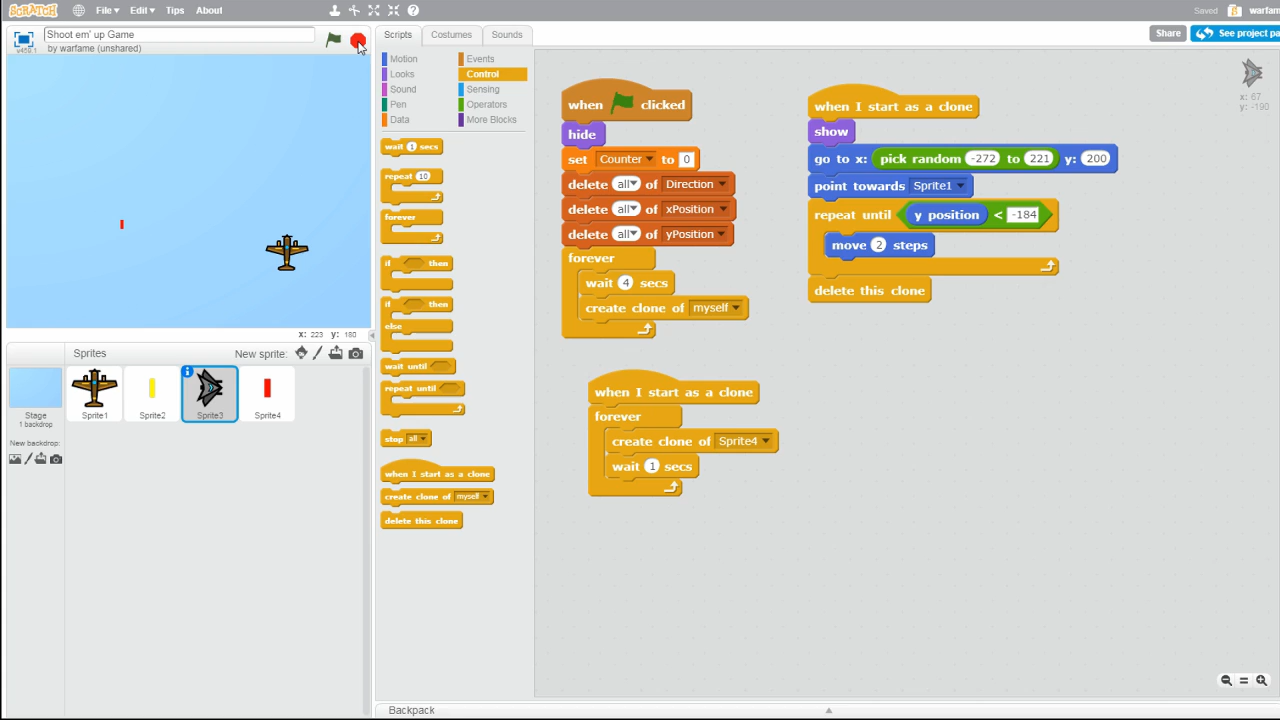 SCRATCH File Edit Tips About Saved warfam
v459.1 Shoot em' up Game
by warfame (unshared)
Scripts Costumes Sounds
Share See project pa
Motion Events
Looks Control
Sound Sensing
Pen Operators
Data More Blocks
wait 1 secs
repeat 10
forever
if then
if then
else
wait until
repeat until
stop all
when I start as a clone
create clone of myself
delete this clone
when clicked
hide
set Counter to 0
delete all of Direction
delete all of xPosition
delete all of yPosition
forever
wait 4 secs
create clone of myself
when I start as a clone
forever
create clone of Sprite4
wait 1 secs
when I start as a clone
show
go to x: pick random -272 to 221 y: 200
point towards Sprite1
repeat until y position < -184
move 2 steps
delete this clone
x: 67
y: -190
x: 223 y: 180
Sprites New sprite:
Stage
1 backdrop
New backdrop:
Sprite1 Sprite2 Sprite3 Sprite4
Backpack